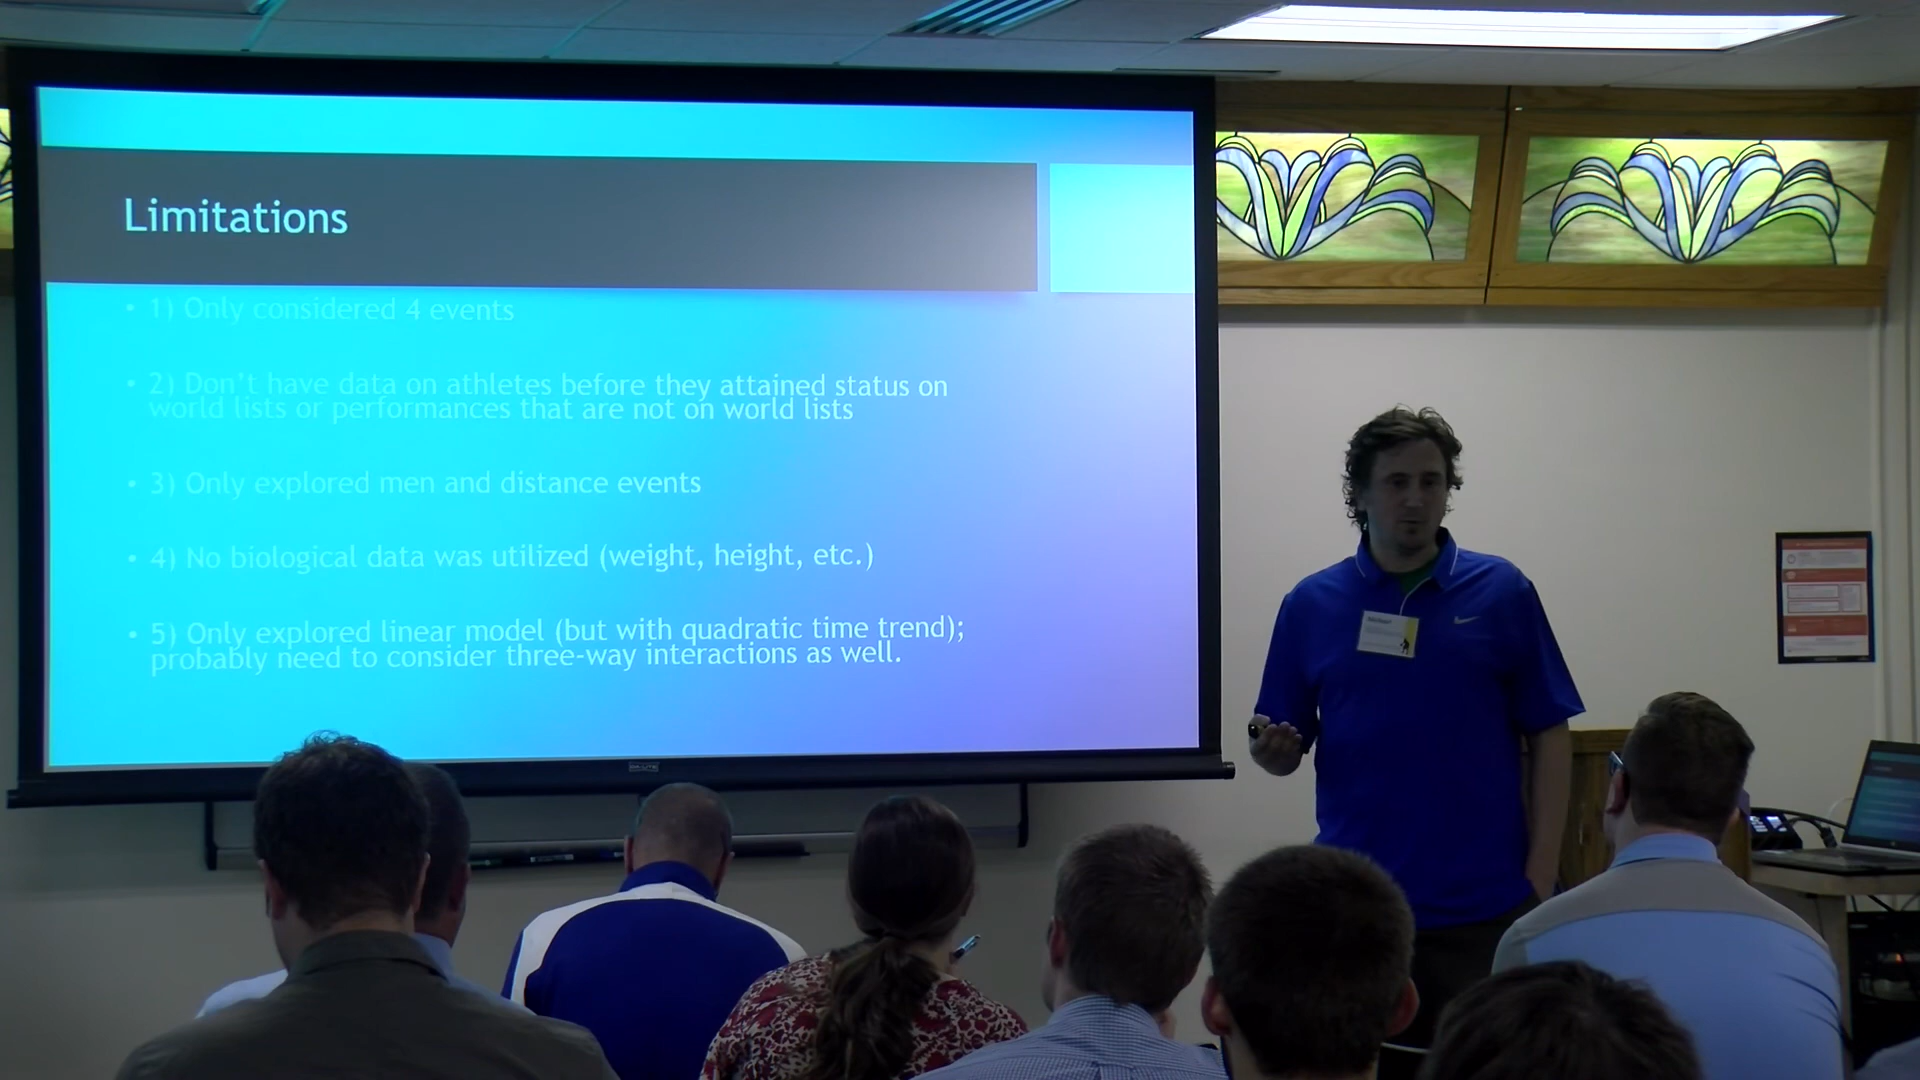 Limitations
• 1) Only considered 4 events
• 2) Don't have data on athletes before they attained status on
world lists or performances that are not on world lists
• 3) Only explored men and distance events
• 4) No biological data was utilized (weight, height, etc.)
• 5) Only explored linear model (but with quadratic time trend);
probably need to consider three-way interactions as well.
DA-LITE